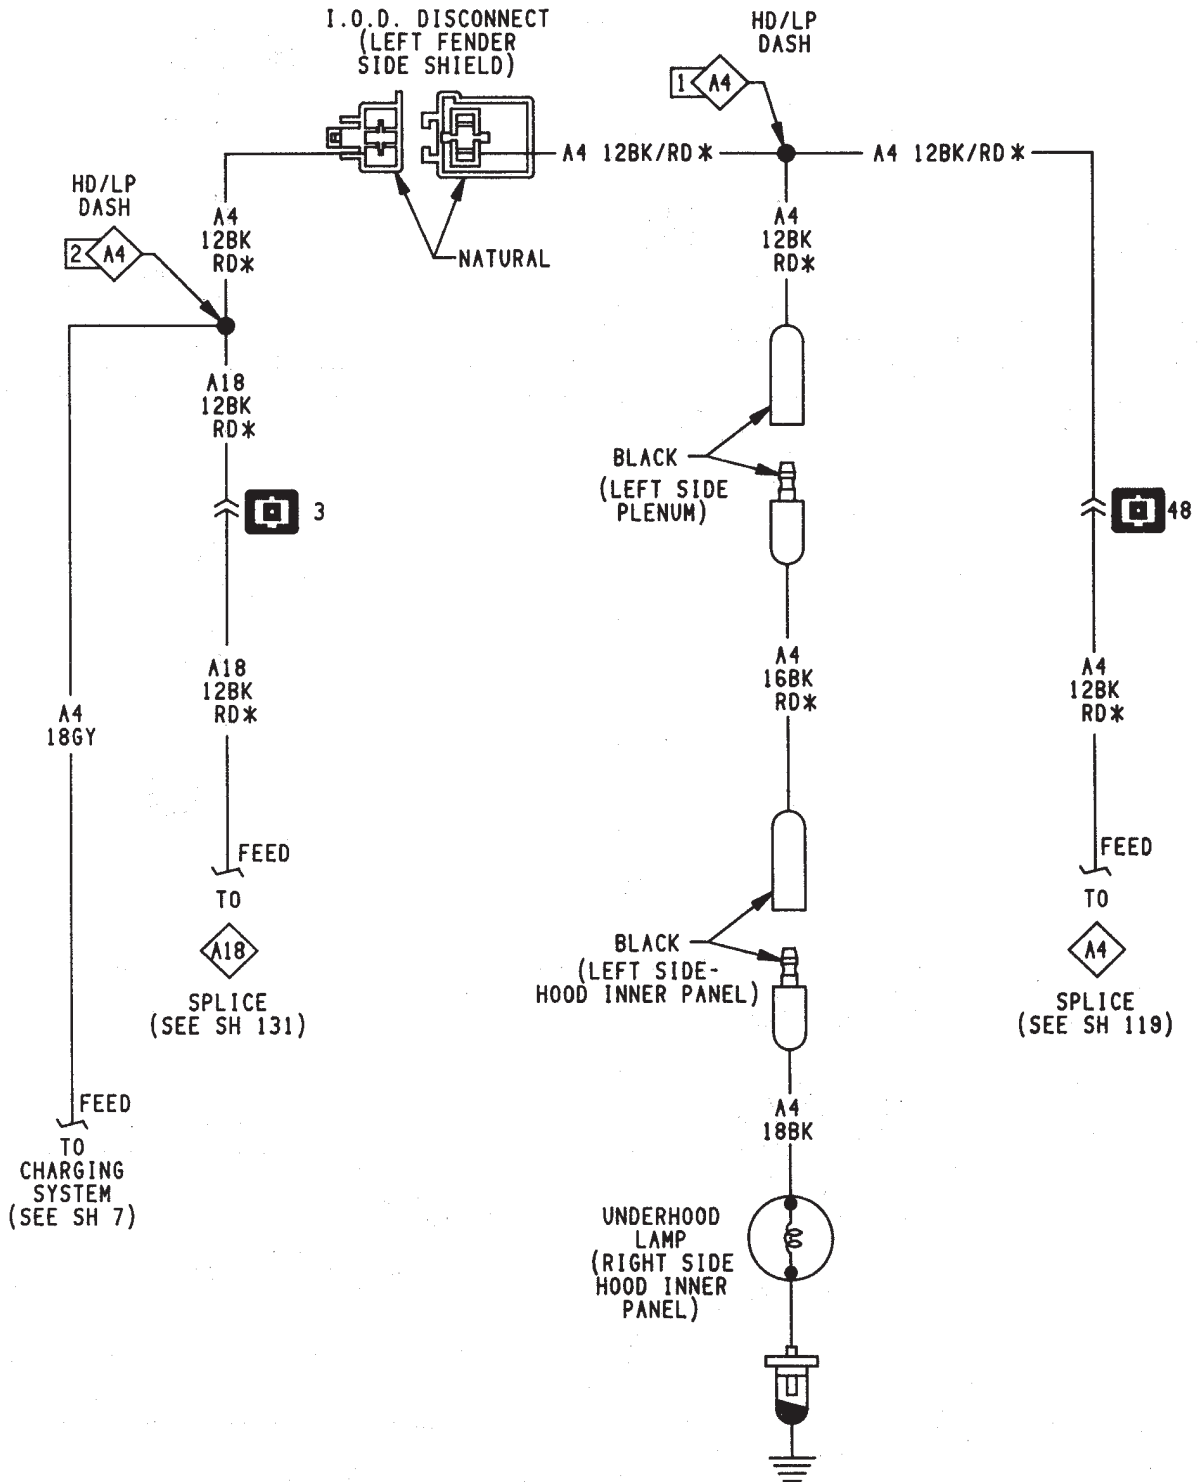 I.O.D. DISCONNECT
(LEFT FENDER
SIDE SHIELD)
HD/LP
DASH
1 A4
A4 12BK/RD*
A4 12BK/RD*
HD/LP
DASH
2 A4
A4
12BK
RD*
NATURAL
A4
12BK
RD*
A18
12BK
RD*
BLACK
(LEFT SIDE
PLENUM)
3
48
A18
12BK
RD*
A4
16BK
RD*
A4
12BK
RD*
A4
18GY
FEED
TO
A18
SPLICE
(SEE SH 131)
BLACK
(LEFT SIDE-
HOOD INNER PANEL)
FEED
TO
A4
SPLICE
(SEE SH 119)
FEED
TO
CHARGING
SYSTEM
(SEE SH 7)
A4
18BK
UNDERHOOD
LAMP
(RIGHT SIDE
HOOD INNER
PANEL)